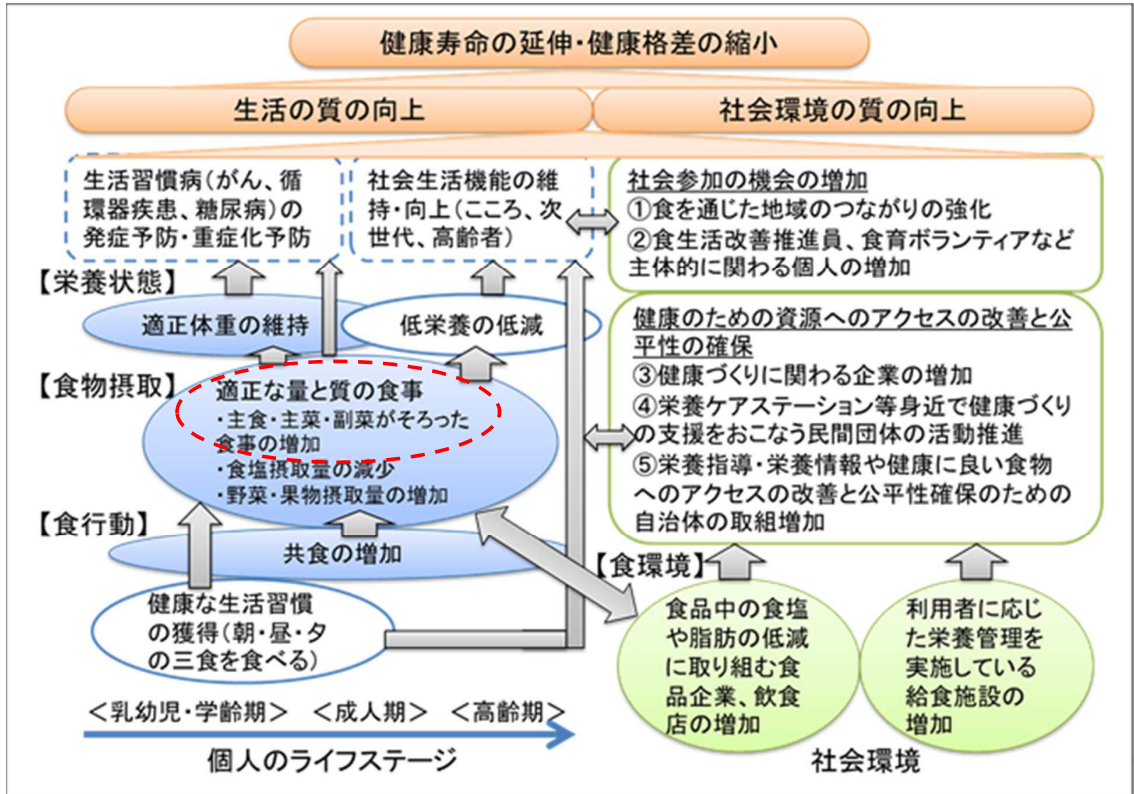 健康寿命の延伸・健康格差の縮小
生活の質の向上
社会環境の質の向上
生活習慣病(がん、循
環器疾患、糖尿病)の
発症予防・重症化予防
社会生活機能の維
持・向上(こころ、次
世代、高齢者)
社会参加の機会の増加
①食を通じた地域のつながりの強化
②食生活改善推進員、食育ボランティアなど
主体的に関わる個人の増加
【栄養状態】
適正体重の維持
低栄養の低減
健康のための資源へのアクセスの改善と公
平性の確保
③健康づくりに関わる企業の増加
④栄養ケアステーション等身近で健康づくり
の支援をおこなう民間団体の活動推進
⑤栄養指導・栄養情報や健康に良い食物
へのアクセスの改善と公平性確保のための
自治体の取組増加
【食物摂取】
適正な量と質の食事
・主食・主菜・副菜がそろった
食事の増加
・食塩摂取量の減少
・野菜・果物摂取量の増加
【食行動】
共食の増加
健康な生活習慣
の獲得(朝・昼・夕
の三食を食べる)
【食環境】
食品中の食塩
や脂肪の低減
に取り組む食
品企業、飲食
店の増加
利用者に応じ
た栄養管理を
実施している
給食施設の
増加
<乳幼児・学齢期> <成人期> <高齢期>
個人のライフステージ
社会環境